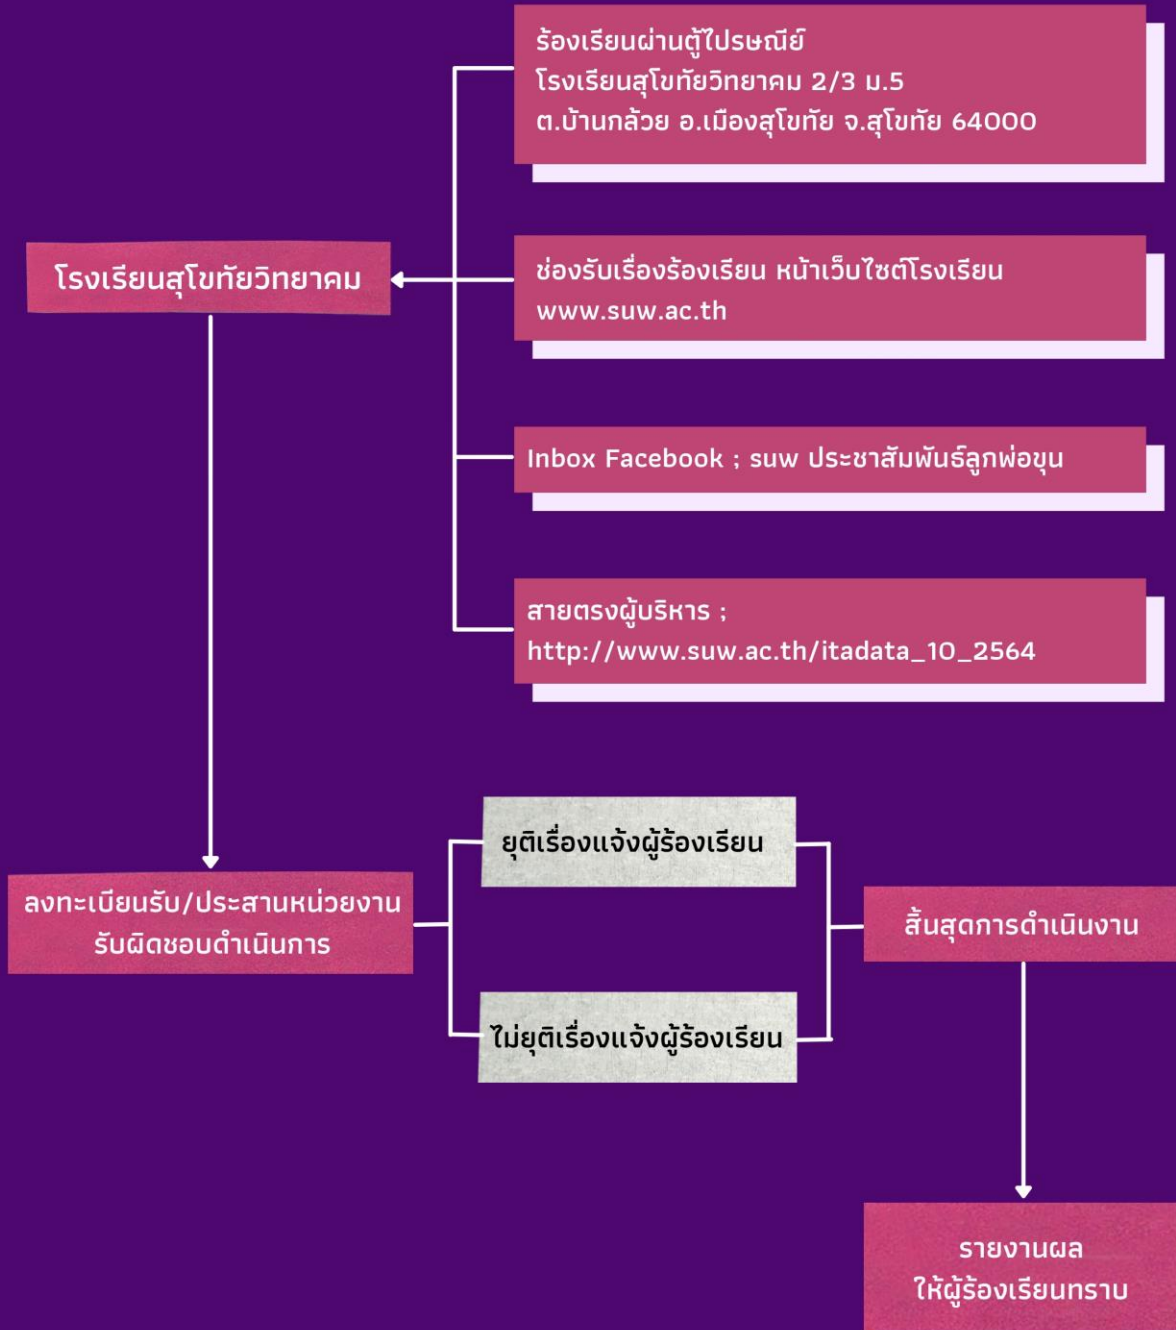 ร้องเรียนผ่านตู้ไปรษณีย์
โรงเรียนสุโขทัยวิทยาคม 2/3 ม.5
ต.บ้านกล้วย อ.เมืองสุโขทัย จ.สุโขทัย 64000
โรงเรียนสุโขทัยวิทยาคม
ช่องรับเรื่องร้องเรียน หน้าเว็บไซต์โรงเรียน
www.suw.ac.th
Inbox Facebook ; suw ประชาสัมพันธ์ลูกพ่อขุน
สายตรงผู้บริหาร ;
http://www.suw.ac.th/itadata_10_2564
ยุติเรื่องแจ้งผู้ร้องเรียน
ลงทะเบียนรับ/ประสานหน่วยงาน
รับผิดชอบดำเนินการ
สิ้นสุดการดำเนินงาน
ไม่ยุติเรื่องแจ้งผู้ร้องเรียน
รายงานผล
ให้ผู้ร้องเรียนทราบ